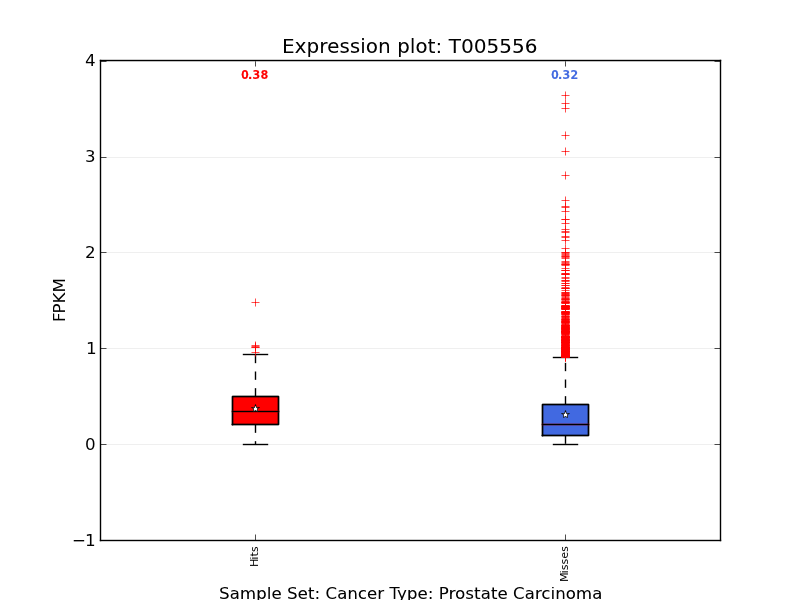 Expression plot: T005556
0.38
0.32
4
3
2
1
0
−1
FPKM
Hits
Misses
Sample Set: Cancer Type: Prostate Carcinoma